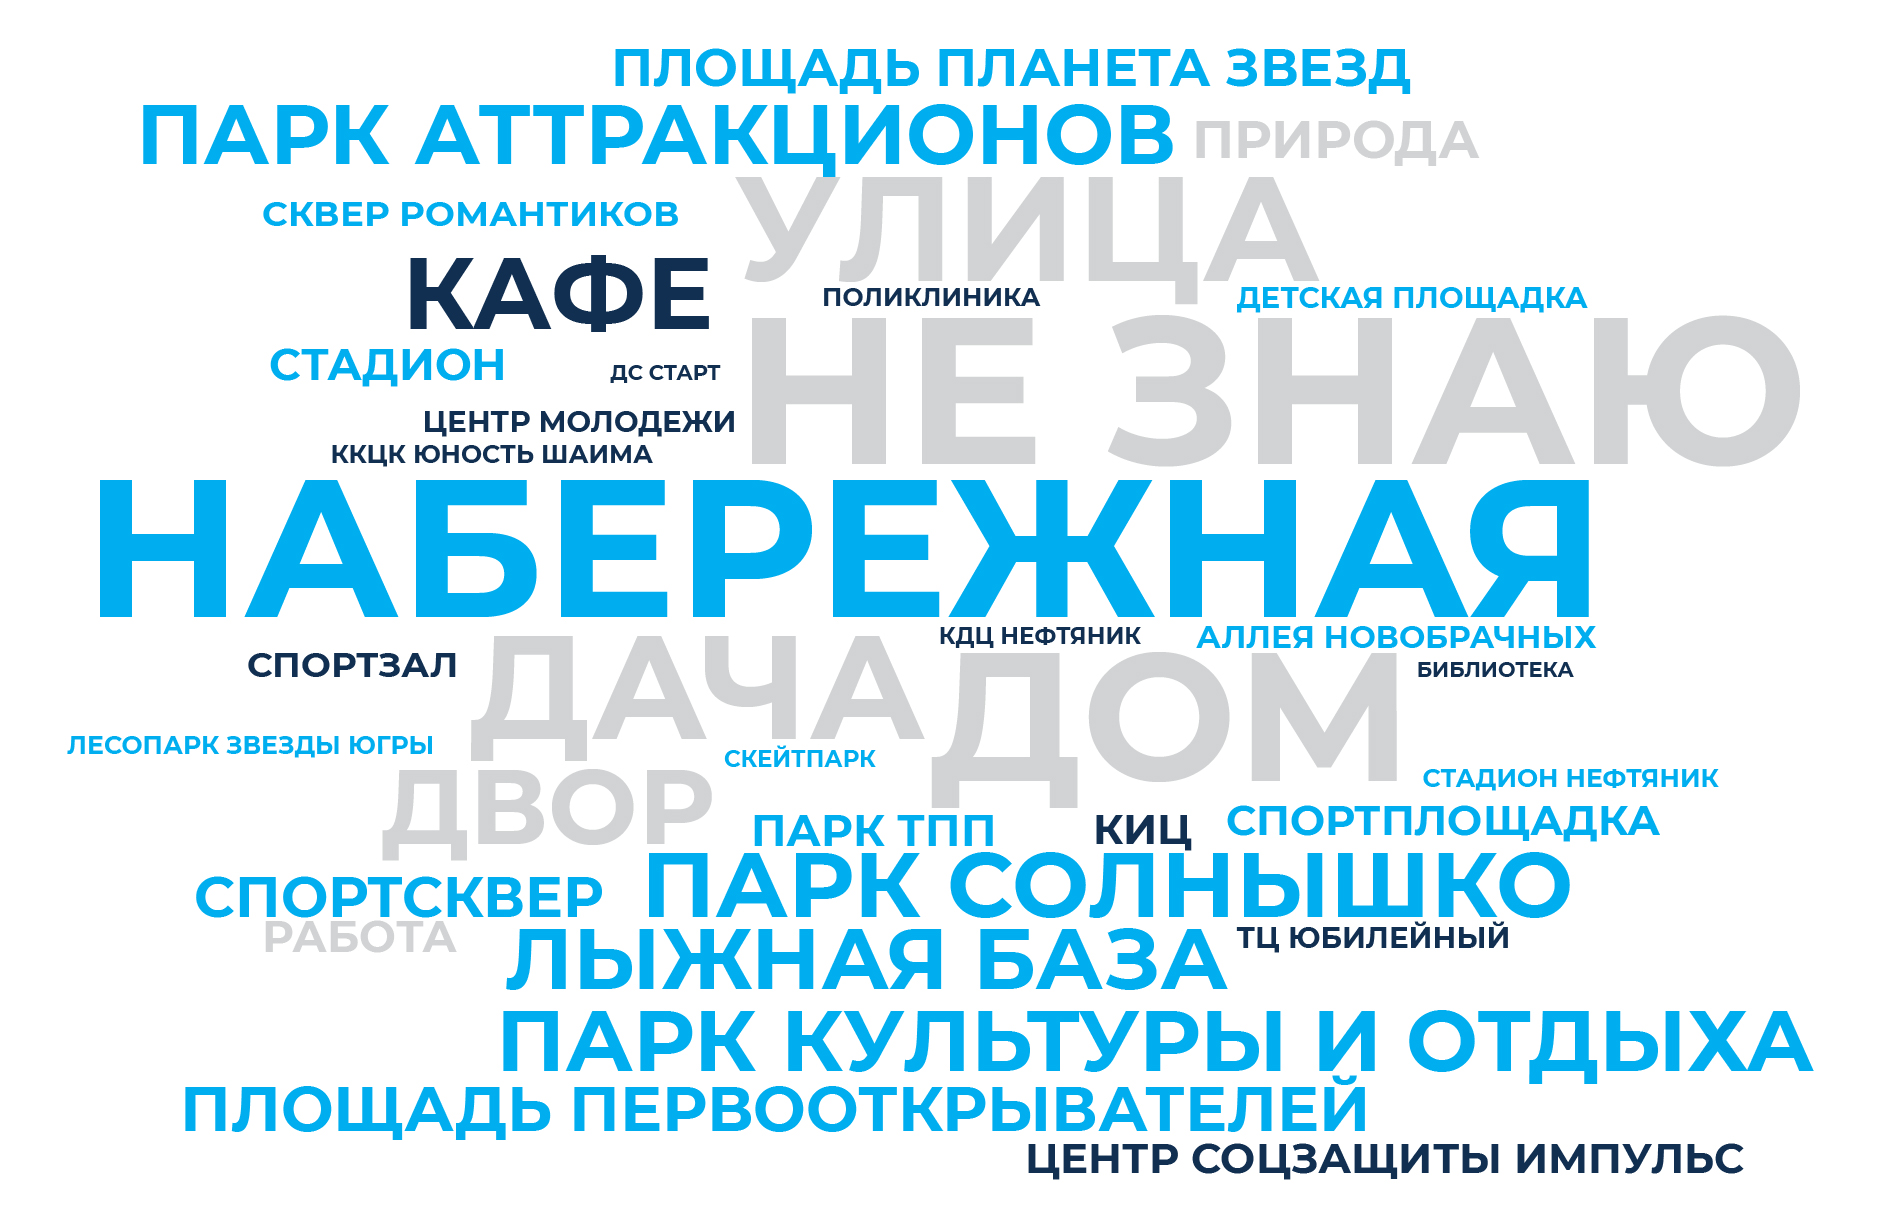 ПЛОЩАДЬ ПЛАНЕТА ЗВЕЗД
ПАРК АТТРАКЦИОНОВ
ПРИРОДА
СКВЕР РОМАНТИКОВ
УЛИЦА
КАФЕ
ПОЛИКЛИНИКА
ДЕТСКАЯ ПЛОЩАДКА
СТАДИОН
ДС СТАРТ
НЕ ЗНАЮ
ЦЕНТР МОЛОДЕЖИ
ККЦК ЮНОСТЬ ШАИМА
НАБЕРЕЖНАЯ
КДЦ НЕФТЯНИК
АЛЛЕЯ НОВОБРАЧНЫХ
СПОРТЗАЛ
ДАЧА
ДОМ
БИБЛИОТЕКА
ЛЕСОПАРК ЗВЕЗДЫ ЮГРЫ
СКЕЙТПАРК
СТАДИОН НЕФТЯНИК
ДВОР
ПАРК ТПП
КИЦ
СПОРТПЛОЩАДКА
СПОРТСКВЕР
ПАРК СОЛНЫШКО
РАБОТА
ЛЫЖНАЯ БАЗА
ТЦ ЮБИЛЕЙНЫЙ
ПАРК КУЛЬТУРЫ И ОТДЫХА
ПЛОЩАДЬ ПЕРВООТКРЫВАТЕЛЕЙ
ЦЕНТР СОЦЗАЩИТЫ ИМПУЛЬС